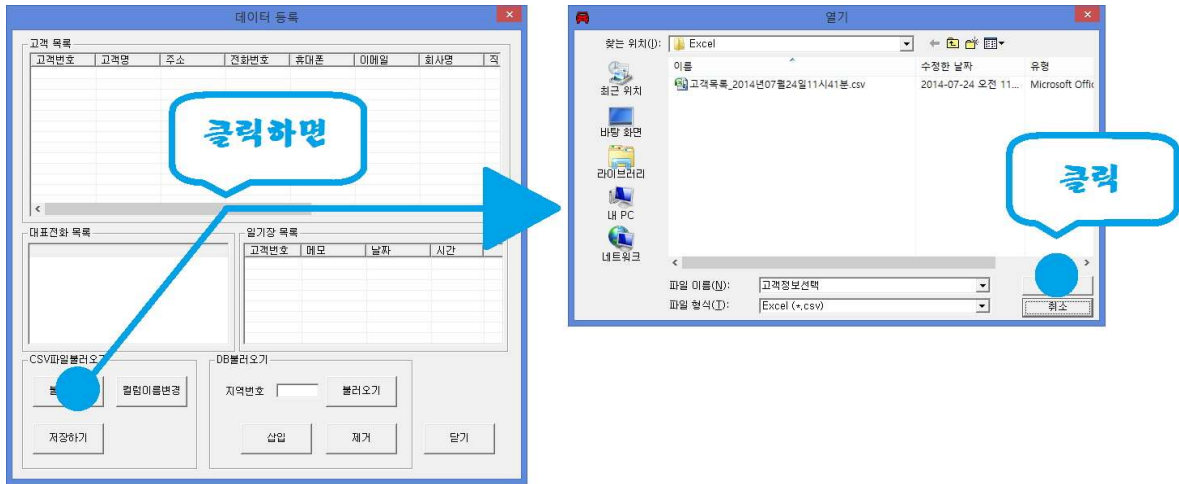 데이터 등록
고객 목록
고객번호 고객명 주소 전화번호 휴대폰 이메일 회사명 직
클릭하면
대표전화 목록
일기장 목록
고객번호 메모 날짜 시간
CSV파일불러오기
컬럼이름변경
저장하기
DB불러오기
지역번호
불러오기
삽입
제거
닫기
열기
찾는 위치(I):
Excel
이름 수정한 날짜 유형
고객목록_2014년07월24일11시41분.csv 2014-07-24 오전 11... Microsoft Offic
최근 위치
바탕 화면
라이브러리
내 PC
네트워크
클릭
파일 이름(N): 고객정보선택
파일 형식(T): Excel (*.csv)
취소